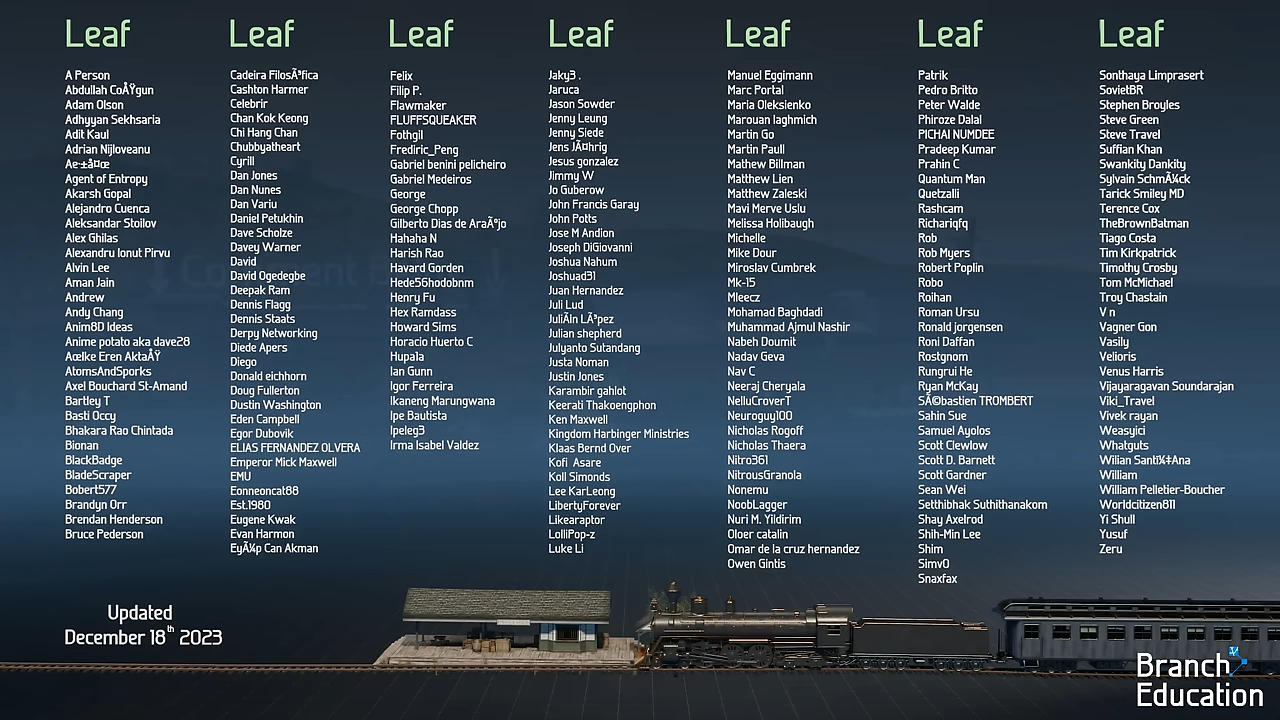 Leaf
A Person
Abdullah CoÅŸgun
Adam Olson
Adhyyan Sekhsaria
Adit Kaul
Adrian Nijloveanu
Agent of Entropy
Akarsh Gopal
Alejandro Cuenca
Aleksandar Stoilov
Alex Ghilas
Alexandru Ionut Pirvu
Alvin Lee
Aman Jain
Andrew
Andy Chang
Anim8D Ideas
Anime potato aka dave28
Aœlke Eren AktaÅŸ
AtomsAndSporks
Axel Bouchard St-Amand
Bartley T
Basti Occy
Bhakara Rao Chintada
Bionan
BlackBadge
BladeScraper
Bobert577
Brandyn Orr
Brendan Henderson
Bruce Pederson
Leaf
Cadeira FilosÃ³fica
Cashton Harmer
Celebrir
Chan Kok Keong
Chi Hang Chan
Chubbyatheart
Cyrill
Dan Jones
Dan Nunes
Dan Variu
Daniel Petukhin
Dave Scholze
Davey Warner
David
David Ogedegbe
Deepak Ram
Dennis Flagg
Dennis Staats
Derpy Networking
Diede Apers
Diego
Donald eichhorn
Doug Fullerton
Dustin Washington
Eden Campbell
Egor Dubovik
ELIAS FERNANDEZ OLVERA
Emperor Mick Maxwell
EMU
Eonneoncat88
Est.1980
Eugene Kwak
Evan Harmon
EyÃ¼p Can Akman
Leaf
Felix
Filip P.
Flawmaker
FLUFFSQUEAKER
Fothgil
Frediric_Peng
Gabriel benini pelicheiro
Gabriel Medeiros
George
George Chopp
Gilberto Dias de AraÃºjo
Hahaha N
Harish Rao
Havard Gorden
Hede56hodobnm
Henry Fu
Hex Ramdass
Howard Sims
Horacio Huerto C
Hupala
Ian Gunn
Igor Ferreira
Ikaneng Marungwana
Ipe Bautista
Ipeleg3
Irma Isabel Valdez
Leaf
Jaky3 .
Jaruca
Jason Sowder
Jenny Leung
Jenny Siede
Jens JÃ¤hrig
Jesus gonzalez
Jimmy W
Jo Guberow
John Francis Garay
John Potts
Jose M Andion
Joseph DiGiovanni
Joshua Nahum
Joshuad31
Juan Hernandez
Juli Lud
JuliÃ¡n LÃ³pez
Julian shepherd
Julyanto Sutandang
Justa Noman
Justin Jones
Karambir gahlot
Keerati Thakoengphon
Ken Maxwell
Kingdom Harbinger Ministries
Klaas Bernd Over
Kofi Asare
Koll Simonds
Lee KarLeong
LibertyForever
Likearaptor
LolliPop-z
Luke Li
Leaf
Manuel Eggimann
Marc Portal
Maria Oleksienko
Marouan Iaghmich
Martin Go
Martin Paull
Mathew Billman
Matthew Lien
Matthew Zaleski
Mavi Merve Uslu
Melissa Holibaugh
Michelle
Mike Dour
Miroslav Cumbrek
Mk-15
Mleecz
Mohamad Baghdadi
Muhammad Ajmul Nashir
Nabeh Doumit
Nadav Geva
Nav C
Neeraj Cheryala
NelluCroverT
Neuroguy100
Nicholas Rogoff
Nicholas Thaera
Nitro361
NitrousGranola
Nonemu
NoobLagger
Nuri M. Yildirim
Oloer catalin
Omar de la cruz hernandez
Owen Gintis
Leaf
Patrik
Pedro Britto
Peter Walde
Phiroze Dalal
PICHAI NUMDEE
Pradeep Kumar
Prahin C
Quantum Man
Quetzalli
Rashcam
Richariqfq
Rob
Rob Myers
Robert Poplin
Robo
Roihan
Roman Ursu
Ronald jorgensen
Roni Daffan
Rostgnom
Rungrui He
Ryan McKay
SÃ©bastien TROMBERT
Sahin Sue
Samuel Ayolos
Scott Clewlow
Scott D. Barnett
Scott Gardner
Sean Wei
Setthibhak Suthithanakom
Shay Axelrod
Shih-Min Lee
Shim
Simv0
Snaxfax
Leaf
Sonthaya Limprasert
SovietBR
Stephen Broyles
Steve Green
Steve Travel
Suffian Khan
Swankity Dankity
Sylvain SchmÃ¼ck
Tarick Smiley MD
Terence Cox
TheBrownBatman
Tiago Costa
Tim Kirkpatrick
Timothy Crosby
Tom McMichael
Troy Chastain
V n
Vagner Gon
Vasily
Velioris
Venus Harris
Vijayaragavan Soundarajan
Viki_Travel
Vivek rayan
Weasyici
Whatguts
Wilian Santï¼‡Ana
William
William Pelletier-Boucher
Worldcitizen811
Yi Shull
Yusuf
Zeru
Updated
December 18th 2023
Branch
Education